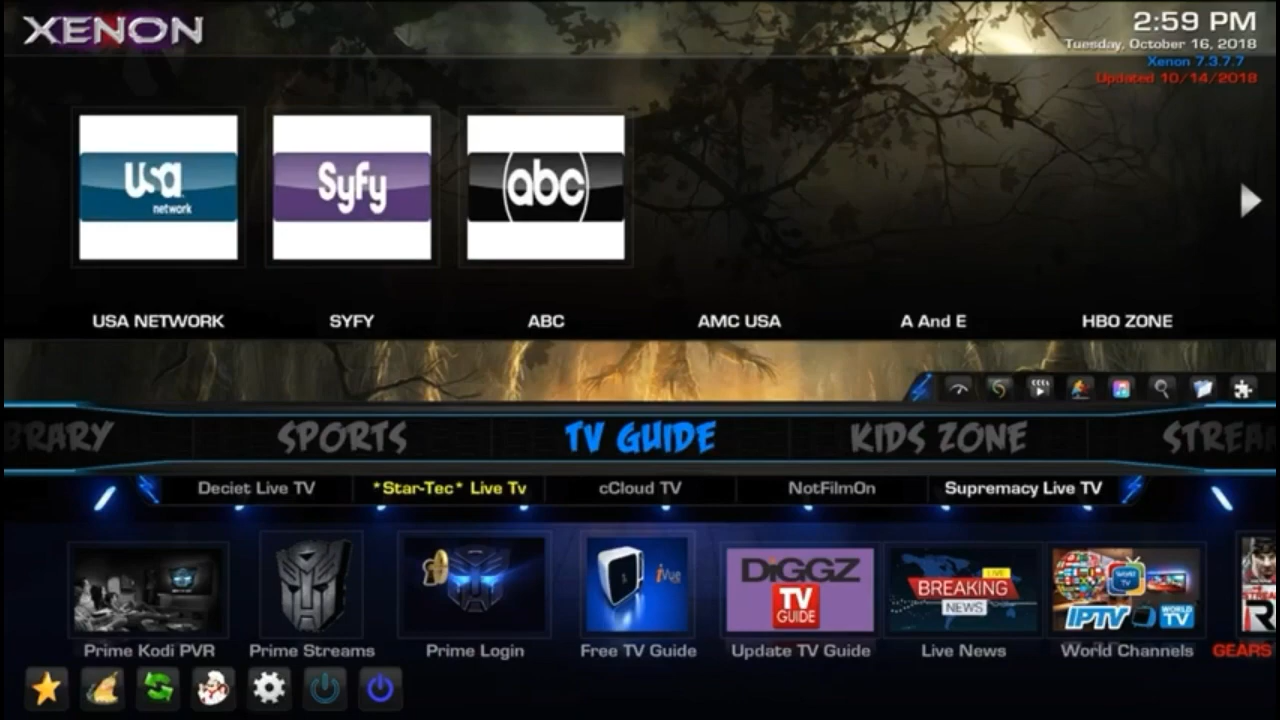 XENON
2:59 PM
Tuesday, October 16, 2018
Xenon 7.3.7.7
Updated 10/14/2018
usa network
Syfy
abc
USA NETWORK SYFY ABC AMC USA A And E HBO ZONE
BRARY SPORTS TV GUIDE KIDS ZONE STREA
Deciet Live TV *Star-Tec* Live Tv cCloud TV NotFilmOn Supremacy Live TV
iVue
DiGGZ
TV GUIDE
LIVE
BREAKING
NEWS
IPTV WORLD TV
Prime Kodi PVR Prime Streams Prime Login Free TV Guide Update TV Guide Live News World Channels GEARS